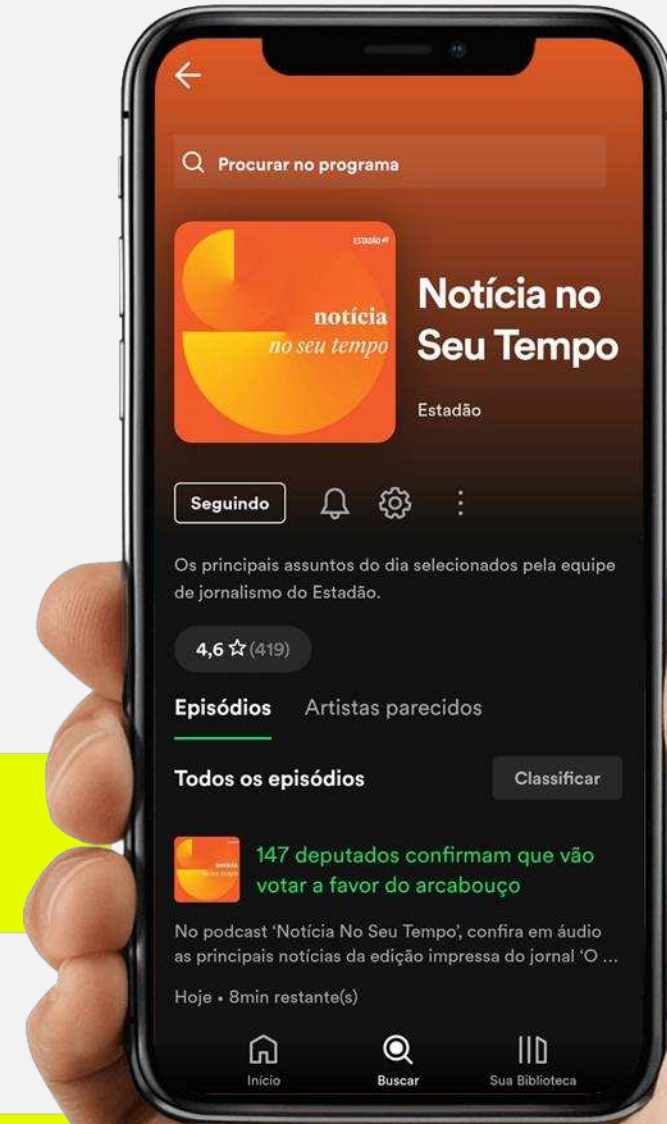 Procurar no programa
ESTADÃO
notícia
no seu tempo
Notícia no
Seu Tempo
Estadão
Seguindo
Os principais assuntos do dia selecionados pela equipe
de jornalismo do Estadão.
4,6 ☆ (419)
Episódios Artistas parecidos
Todos os episódios Classificar
147 deputados confirmam que vão
votar a favor do arcabouço
No podcast ‘Notícia No Seu Tempo’, confira em áudio
as principais notícias da edição impressa do jornal ‘O ...
Hoje • 8min restante(s)
Início Buscar Sua Biblioteca